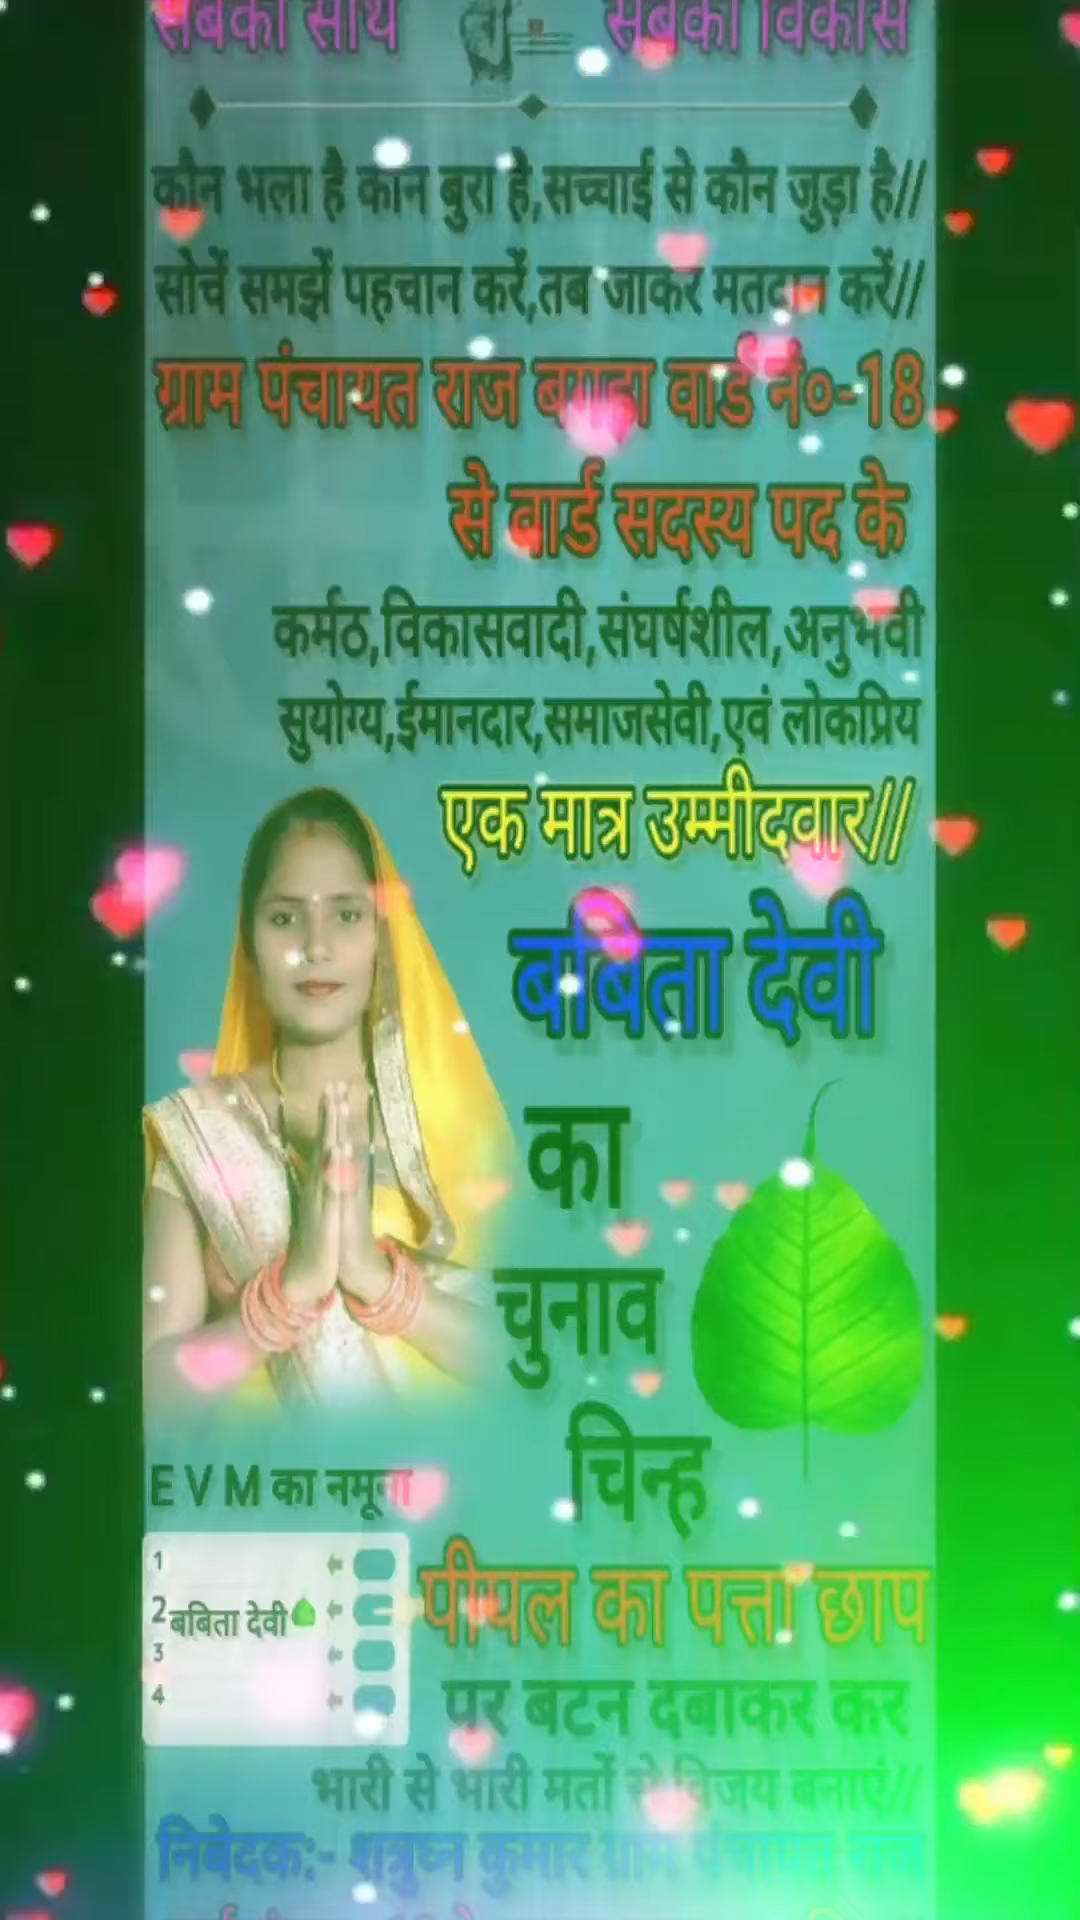 सबका साथ सबका विकास
कौन भला है कौन बुरा है,सच्चाई से कौन जुड़ा है//
सोचें समझें पहचान करें,तब जाकर मतदान करें//
ग्राम पंचायत राज वार्ड नं०-18
से वार्ड सदस्य पद के
कर्मठ,विकासवादी,संघर्षशील,अनुभवी
सुयोग्य,ईमानदार,समाजसेवी,एवं लोकप्रिय
एक मात्र उम्मीदवार//
बबिता देवी
का
चुनाव
चिन्ह
E V M का नमूना
1
2 बबिता देवी
3
4
पीपल का पत्ता छाप
पर बटन दबाकर कर
भारी से भारी मतों से विजय बनाएं//
निबेदक:- शत्रुघ्न कुमार ग्राम पंचायत राज